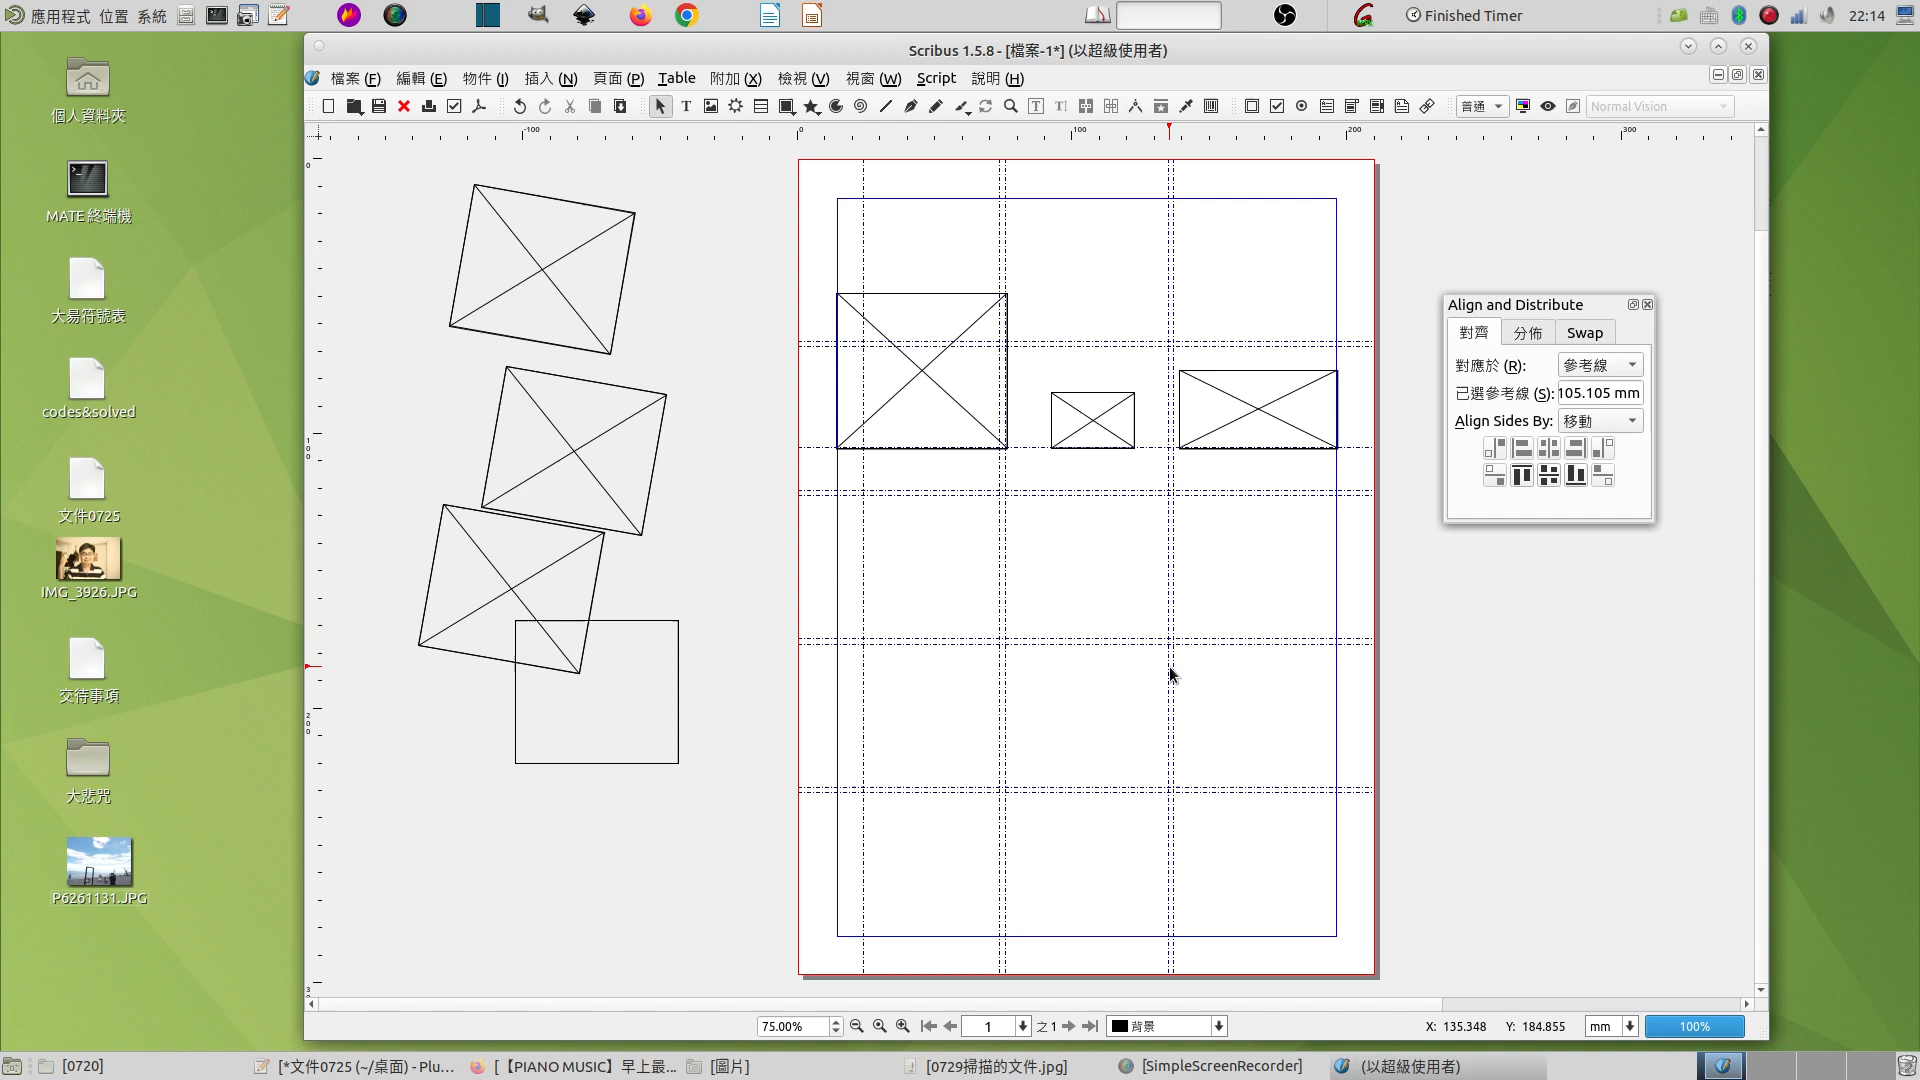 應用程式 位置 系統
Finished Timer
22:14
Scribus 1.5.8 - [檔案-1*] (以超級使用者)
檔案 (F) 編輯 (E) 物件 (I) 插入 (N) 頁面 (P) Table 附加 (X) 檢視 (V) 視窗 (W) Script 說明 (H)
普通
Normal Vision
-100 0 100 200 300
0
100
200
3
個人資料夾
MATE 終端機
大易符號表
codes&solved
文件0725
IMG_3926.JPG
交待事項
大悲咒
P6261131.JPG
Align and Distribute
對齊 分佈 Swap
對應於 (R): 參考線
已選參考線 (S): 105.105 mm
Align Sides By: 移動
75.00%
1
之 1
背景
X: 135.348 Y: 184.855
mm
100%
[0720]
[*文件0725 (~/桌面) - Plu...
[【PIANO MUSIC】早上最...
[圖片]
[0729掃描的文件.jpg]
[SimpleScreenRecorder]
(以超級使用者)